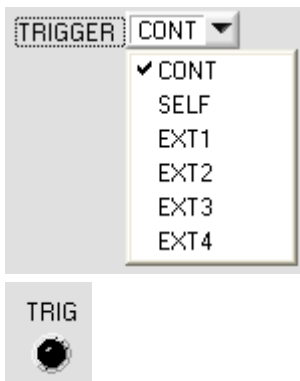 TRIGGER CONT
CONT
SELF
EXT1
EXT2
EXT3
EXT4
TRIG